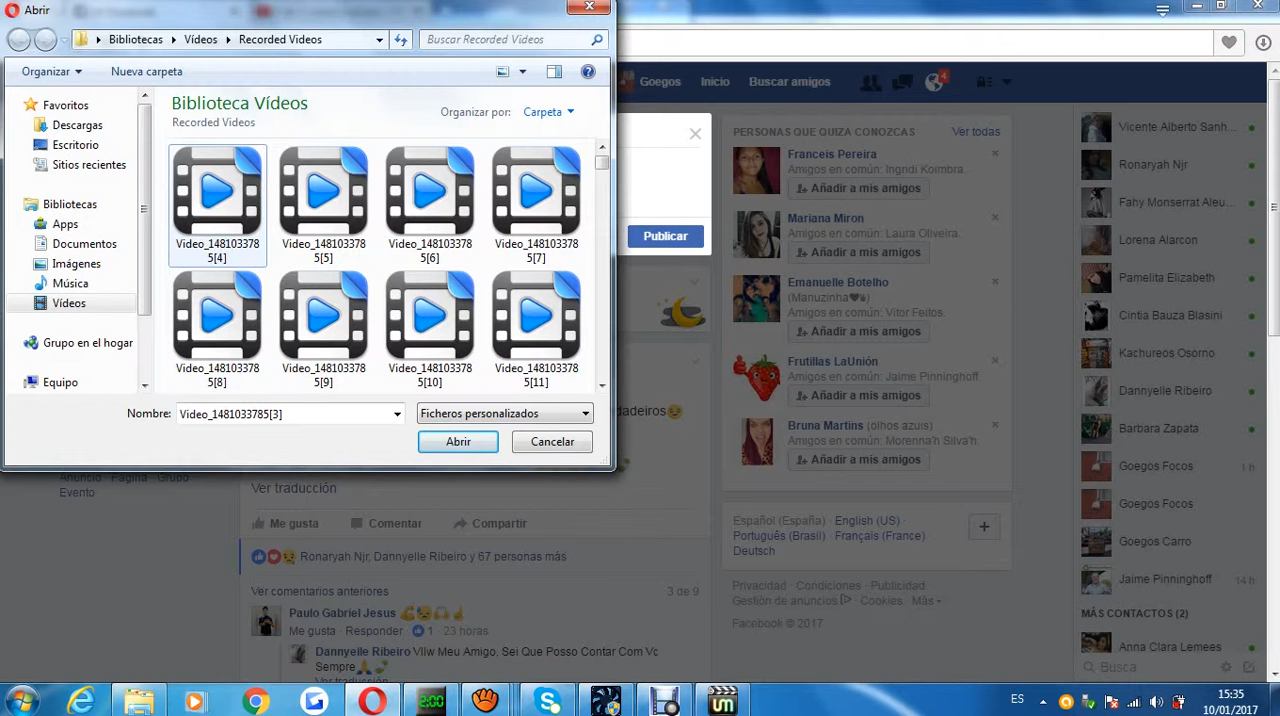 Abrir
Bibliotecas
Vídeos
Recorded Videos
Buscar Recorded Videos
Organizar
Nueva carpeta
Favoritos
Descargas
Escritorio
Sitios recientes
Bibliotecas
Apps
Documentos
Imágenes
Música
Vídeos
Grupo en el hogar
Equipo
Biblioteca Vídeos
Recorded Videos
Organizar por:
Carpeta
Video_148103378
5[4]
Video_148103378
5[5]
Video_148103378
5[6]
Video_148103378
5[7]
Video_148103378
5[8]
Video_148103378
5[9]
Video_148103378
5[10]
Video_148103378
5[11]
Nombre:
Video_1481033785[3]
Ficheros personalizados
Abrir
Cancelar
Goegos
Inicio
Buscar amigos
4
Publicar
PERSONAS QUE QUIZA CONOZCAS
Ver todas
Franceis Pereira
Amigos en común: Ingridi Koimbra.
Añadir a mis amigos
Mariana Miron
Amigos en común: Laura Oliveira.
Añadir a mis amigos
Emanuelle Botelho
(Manuzinha
Amigos en común: Vitor Feitos.
Añadir a mis amigos
Frutillas LaUnión
Amigos en común: Jaime Pinninghoff.
Añadir a mis amigos
Bruna Martins (olhos azuis)
Amigos en común: Morenna'h Silva'h.
Añadir a mis amigos
Español (España) · English (US) ·
Português (Brasil) · Français (France)
Deutsch
Privacidad · Condiciones · Publicidad
Gestión de anuncios · Cookies · Más
Facebook © 2017
dadeiros
Anuncio · Página · Grupo
Evento
Ver traducción
Me gusta
Comentar
Compartir
Ronaryah Njr, Dannyelle Ribeiro y 67 personas más
Ver comentarios anteriores
3 de 9
Paulo Gabriel Jesus
Me gusta · Responder · 1 · 23 horas
Dannyelle Ribeiro Vllw Meu Amigo, Sei Que Posso Contar Com Vc
Sempre
Ver traducción
Vicente Alberto Sanh...
Ronaryah Njr
Fahy Monserrat Aleu...
Lorena Alarcon
Pamelita Elizabeth
Cintia Bauza Blasini
Kachureos Osorno
Dannyelle Ribeiro
Barbara Zapata
Goegos Focos
1 h
Goegos Focos
Goegos Carro
Jaime Pinninghoff
14 h
MÁS CONTACTOS (2)
Anna Clara Lemees
Busca
2:00
UM
ES
15:35
10/01/2017